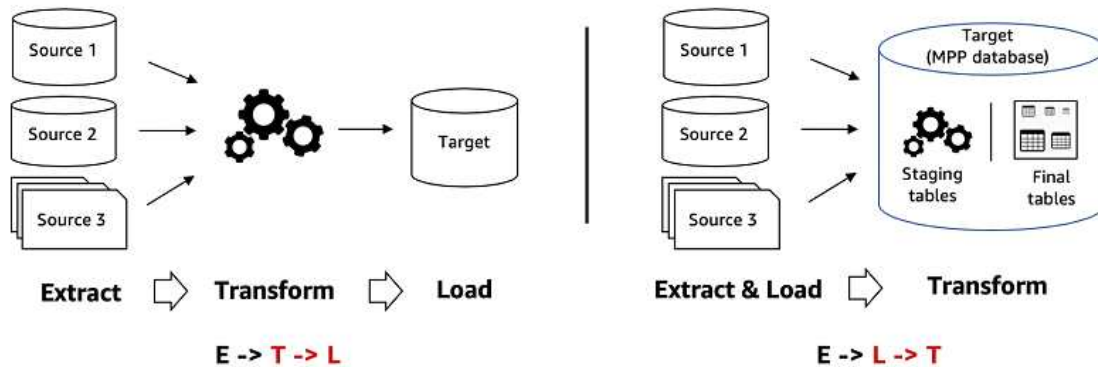 Source 1
Source 2
Source 3
Target
Extract
Transform
Load
E -> T -> L
Source 1
Source 2
Source 3
Target
(MPP database)
Staging
tables
Final
tables
Extract & Load
Transform
E -> L -> T